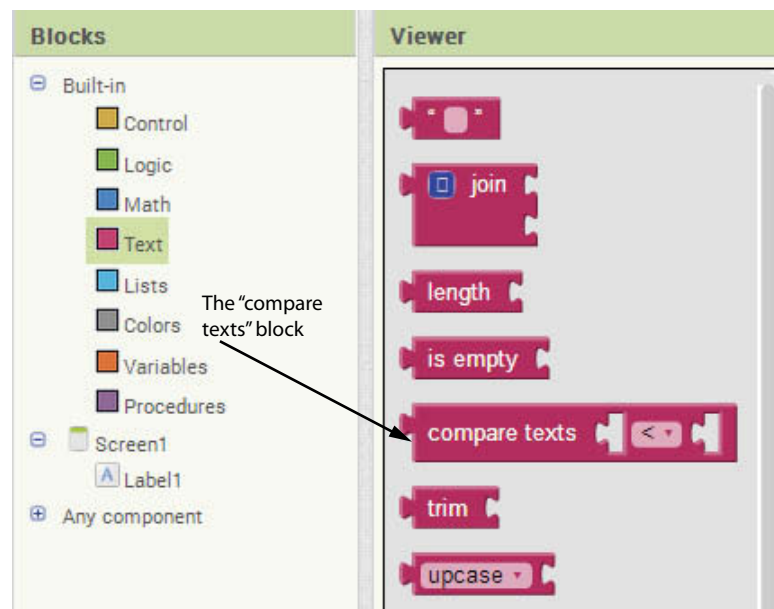 Blocks
Built-in
Control
Logic
Math
Text
Lists
Colors
Variables
Procedures
Screen1
A Label1
Any component
The “compare
texts” block
Viewer
“ ”
join
length
is empty
compare texts <
trim
upcase